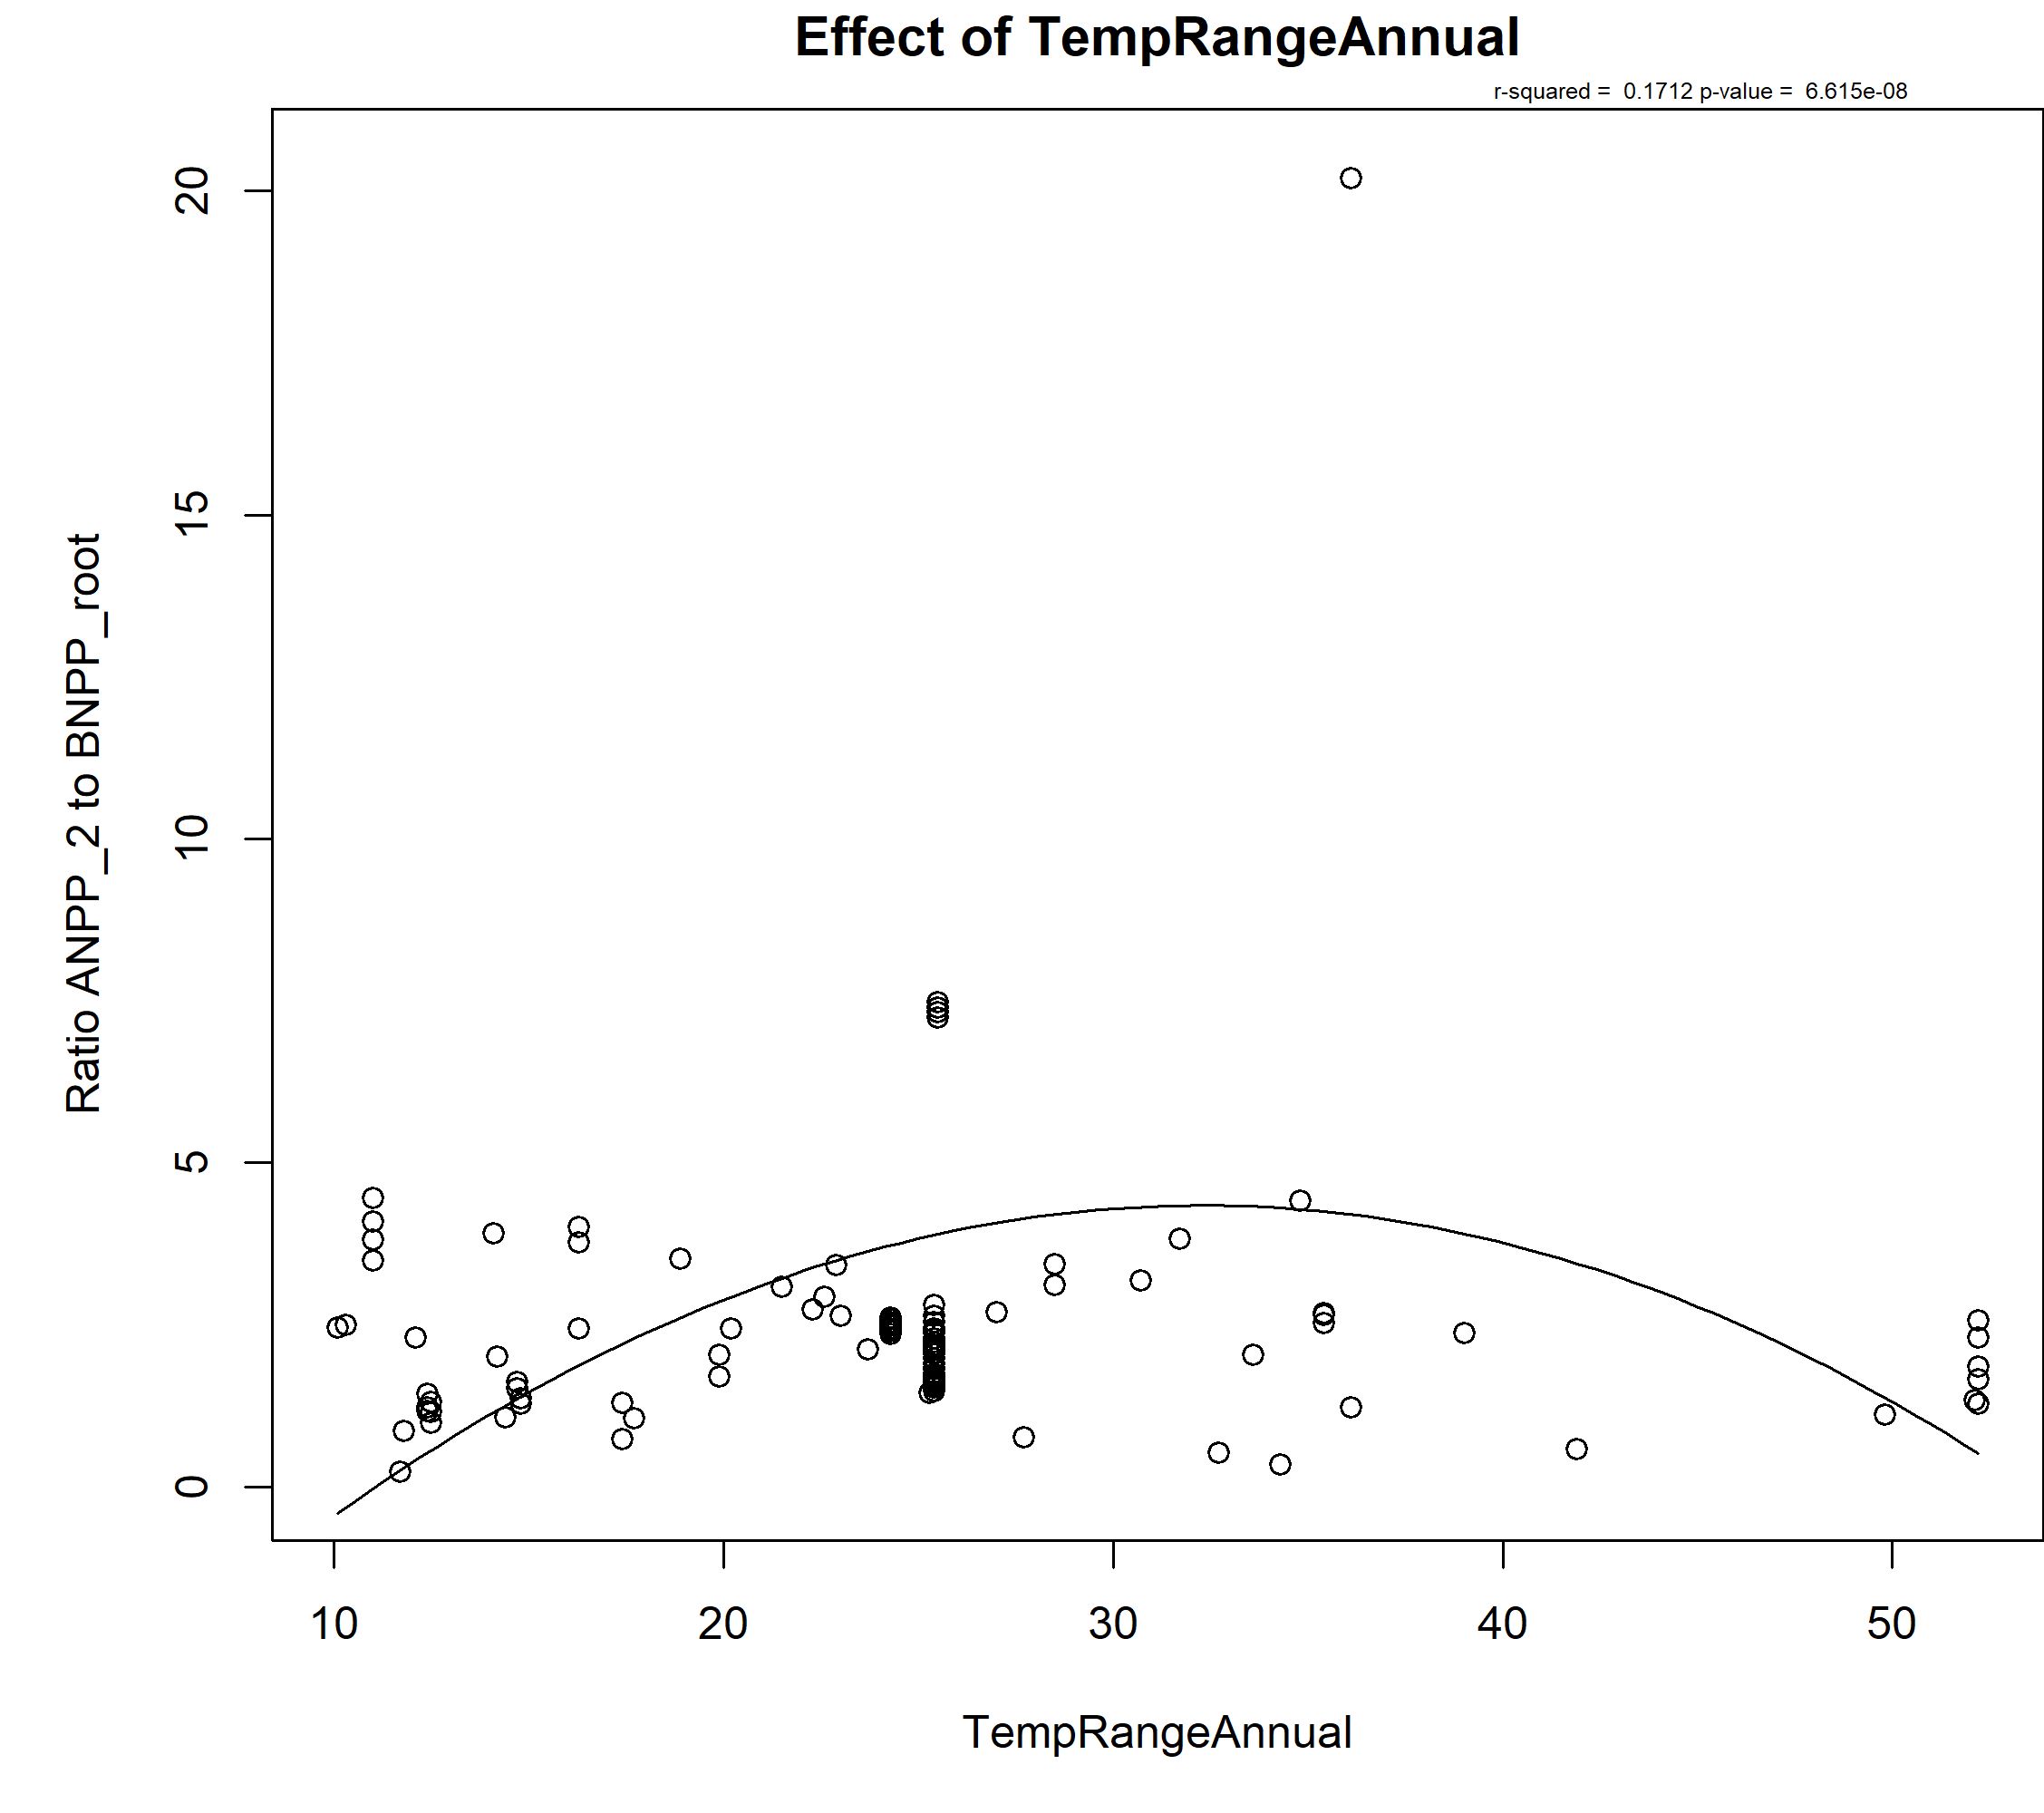 Effect of TempRangeAnnual
r-squared =  0.1712 p-value =  6.615e-08
20
15
10
5
0
Ratio ANPP_2 to BNPP_root
10 20 30 40 50
TempRangeAnnual